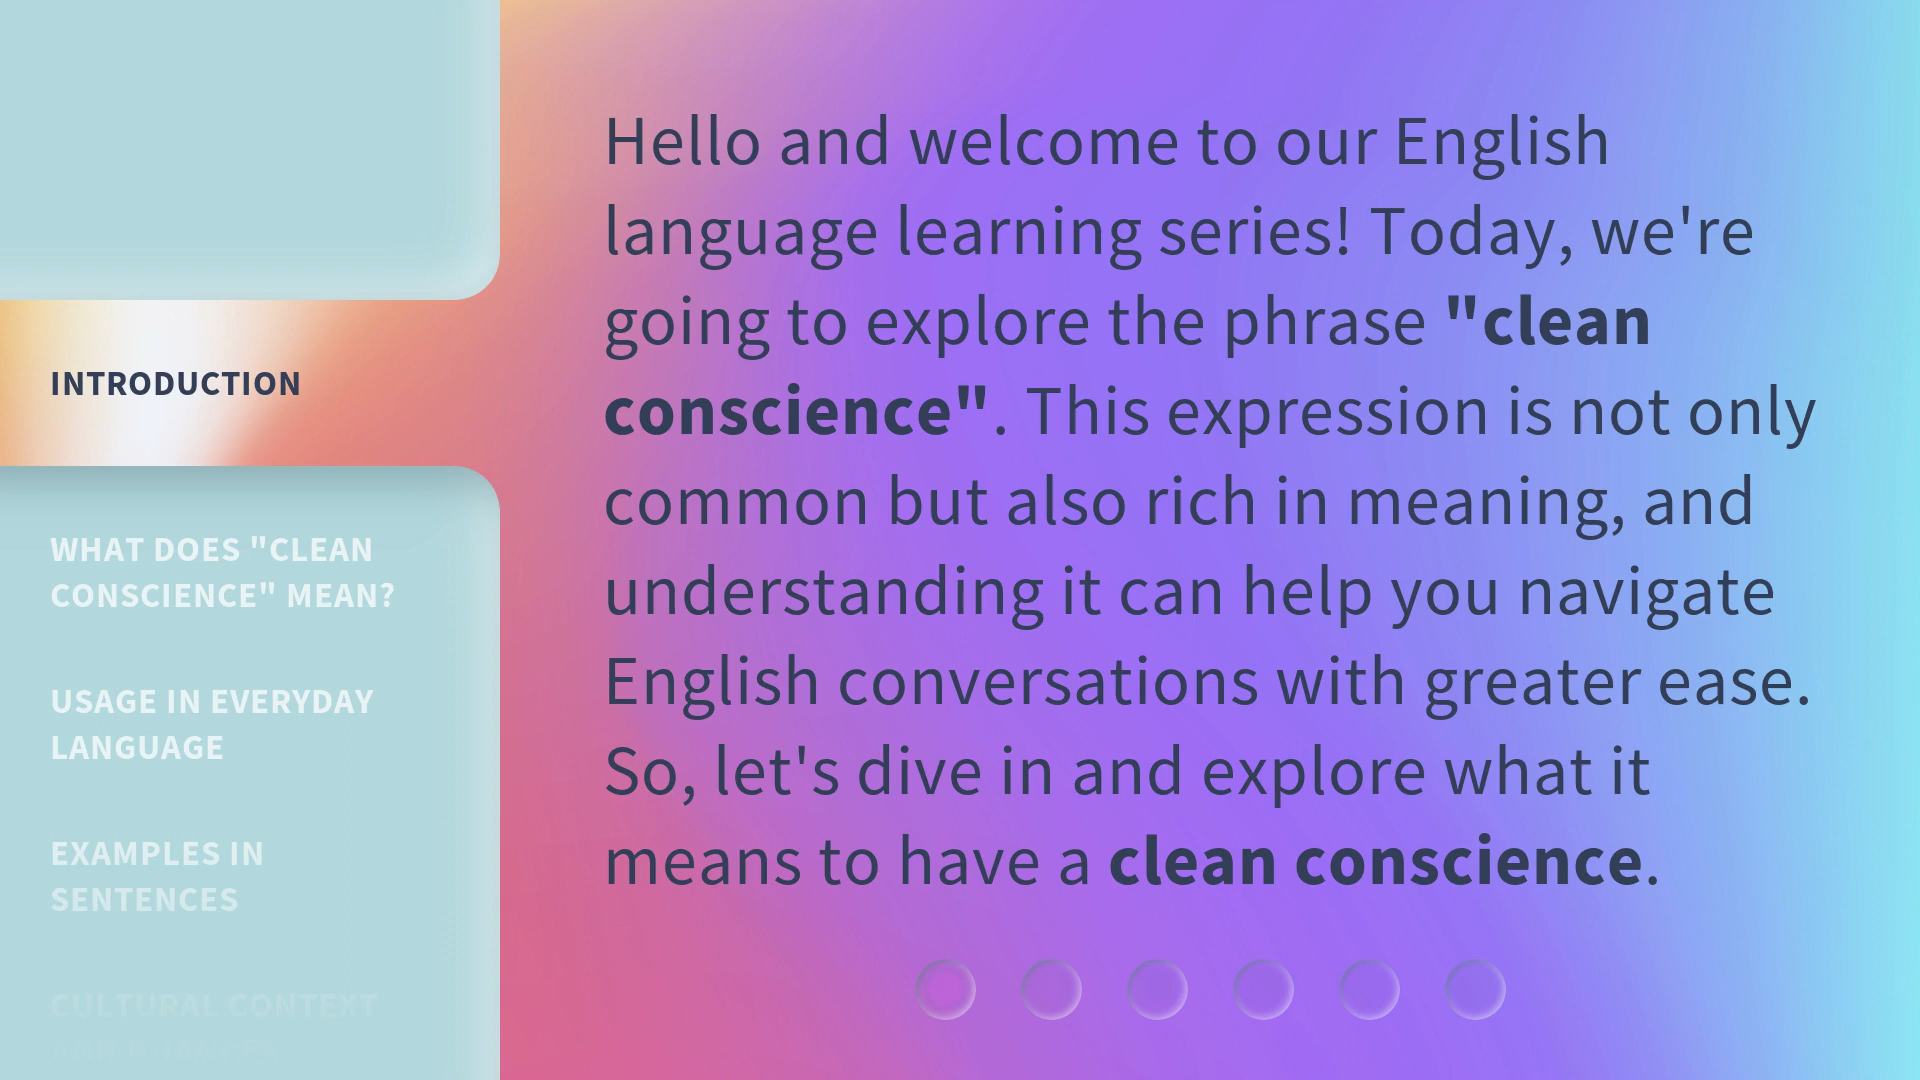 INTRODUCTION
WHAT DOES "CLEAN
CONSCIENCE" MEAN?
USAGE IN EVERYDAY
LANGUAGE
EXAMPLES IN
SENTENCES
CULTURAL CONTEXT
Hello and welcome to our English
language learning series! Today, we're
going to explore the phrase "clean
conscience". This expression is not only
common but also rich in meaning, and
understanding it can help you navigate
English conversations with greater ease.
So, let's dive in and explore what it
means to have a clean conscience.